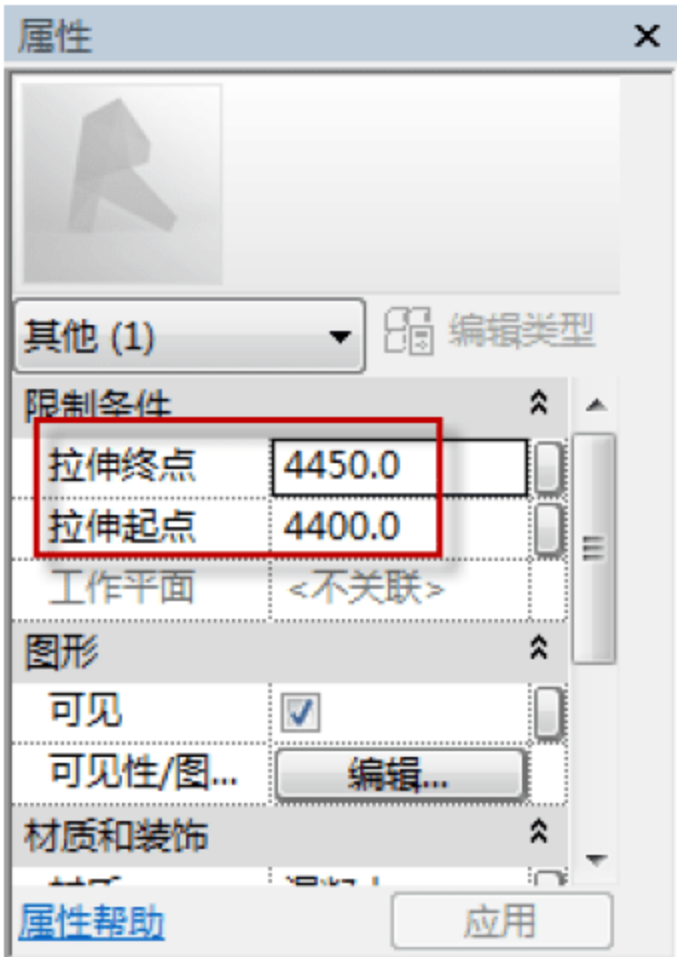 属性
其他 (1) 编辑类型
限制条件
拉伸终点 4450.0
拉伸起点 4400.0
工作平面 <不关联>
图形
可见
可见性/图... 编辑...
材质和装饰
属性帮助 应用